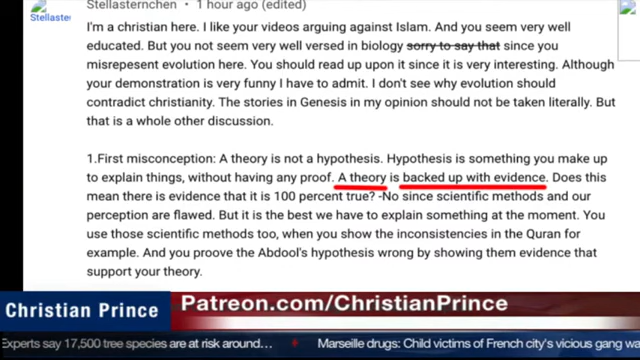 Stellasternchen • 1 hour ago (edited)
Stellaster
I'm a christian here. I like your videos arguing against Islam. And you seem very well
educated. But you not seem very well versed in biology sorry to say that since you
misrepesent evolution here. You should read up upon it since it is very interesting. Although
your demonstration is very funny I have to admit. I don't see why evolution should
contradict christianity. The stories in Genesis in my opinion should not be taken literally. But
that is a whole other discussion.
1.First misconception: A theory is not a hypothesis. Hypothesis is something you make up
to explain things, without having any proof. A theory is backed up with evidence. Does this
mean there is evidence that it is 100 percent true? -No since scientific methods and our
perception are flawed. But it is the best we have to explain something at the moment. You
use those scientific methods too, when you show the inconsistencies in the Quran for
example. And you proove the Abdool's hypothesis wrong by showing them evidence that
support your theory.
Christian Prince
Patreon.com/ChristianPrince
Experts say 17,500 tree species are at risk around… Marseille drugs: Child victims of French city's vicious gang wa